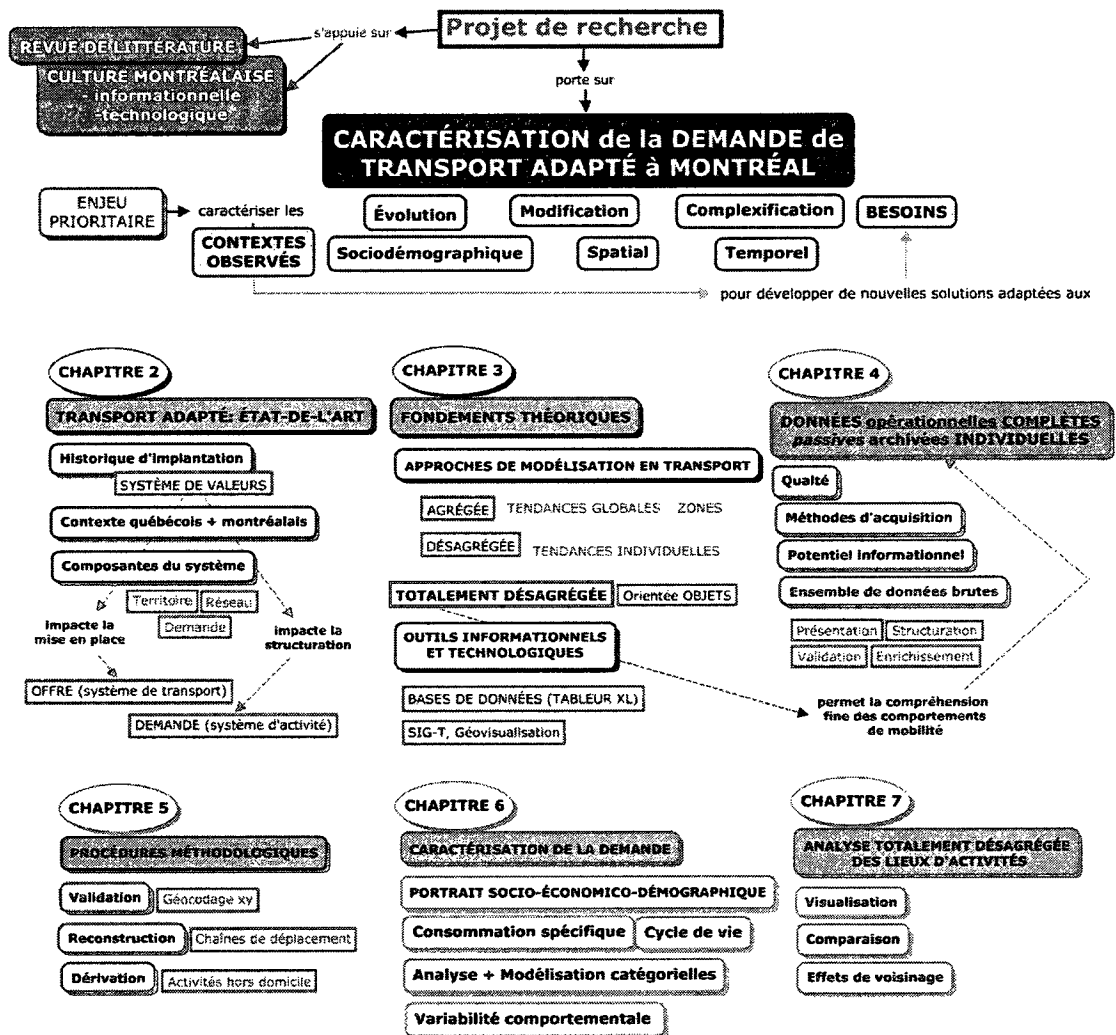 Projet de recherche
s'appuie sur
REVUE DE LITTÉRATURE
CULTURE MONTRÉALAISE
- informationnelle
-technologique
porte sur
CARACTÉRISATION de la DEMANDE de
TRANSPORT ADAPTÉ à MONTRÉAL
ENJEU
PRIORITAIRE
caractériser les
CONTEXTES
OBSERVÉS
Évolution
Modification
Complexification
BESOINS
Sociodémographique
Spatial
Temporel
pour développer de nouvelles solutions adaptées aux
CHAPITRE 2
TRANSPORT ADAPTÉ: ÉTAT-DE-L'ART
Historique d'implantation
SYSTÈME DE VALEURS
Contexte québécois + montréalais
Composantes du système
Territoire
Réseau
Demande
impacte la
mise en place
impacte la
structuration
OFFRE (système de transport)
DEMANDE (système d'activité)
CHAPITRE 3
FONDEMENTS THÉORIQUES
APPROCHES DE MODÉLISATION EN TRANSPORT
AGRÉGÉE
TENDANCES GLOBALES
ZONES
DÉSAGRÉGÉE
TENDANCES INDIVIDUELLES
TOTALEMENT DÉSAGRÉGÉE
Orientée OBJETS
OUTILS INFORMATIONNELS
ET TECHNOLOGIQUES
BASES DE DONNÉES (TABLEUR XL)
SIG-T, Géovisualisation
CHAPITRE 4
DONNÉES opérationnelles COMPLÈTES
passives archivées INDIVIDUELLES
Qualté
Méthodes d'acquisition
Potentiel informationnel
Ensemble de données brutes
Présentation
Structuration
Validation
Enrichissement
permet la compréhension
fine des comportements
de mobilité
CHAPITRE 5
PROCÉDURES MÉTHODOLOGIQUES
Validation
Géocodage xy
Reconstruction
Chaînes de déplacement
Dérivation
Activités hors domicile
CHAPITRE 6
CARACTÉRISATION DE LA DEMANDE
PORTRAIT SOCIO-ÉCONOMICO-DÉMOGRAPHIQUE
Consommation spécifique
Cycle de vie
Analyse + Modélisation catégorielles
Variabilité comportementale
CHAPITRE 7
ANALYSE TOTALEMENT DÉSAGRÉGÉE
DES LIEUX D'ACTIVITÉS
Visualisation
Comparaison
Effets de voisinage